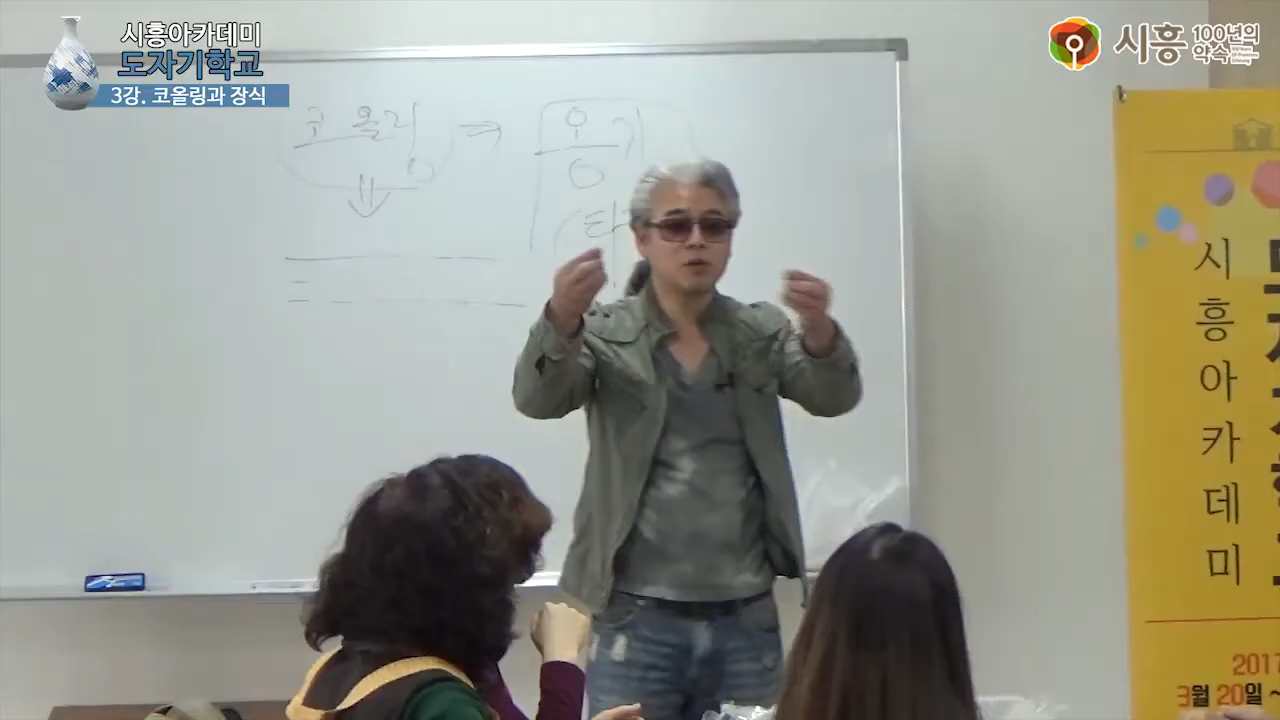 시흥아카데미
도자기학교
3강. 코올링과 장식
시흥 100년의 약속
코올링
옹기
(타
시흥아카데미
2017
3월 20일 ~